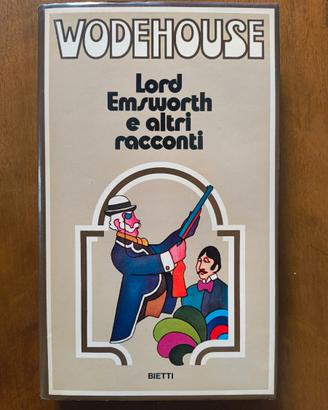 WODEHOUSE
Lord
Emsworth
e altri
racconti
BIETTI